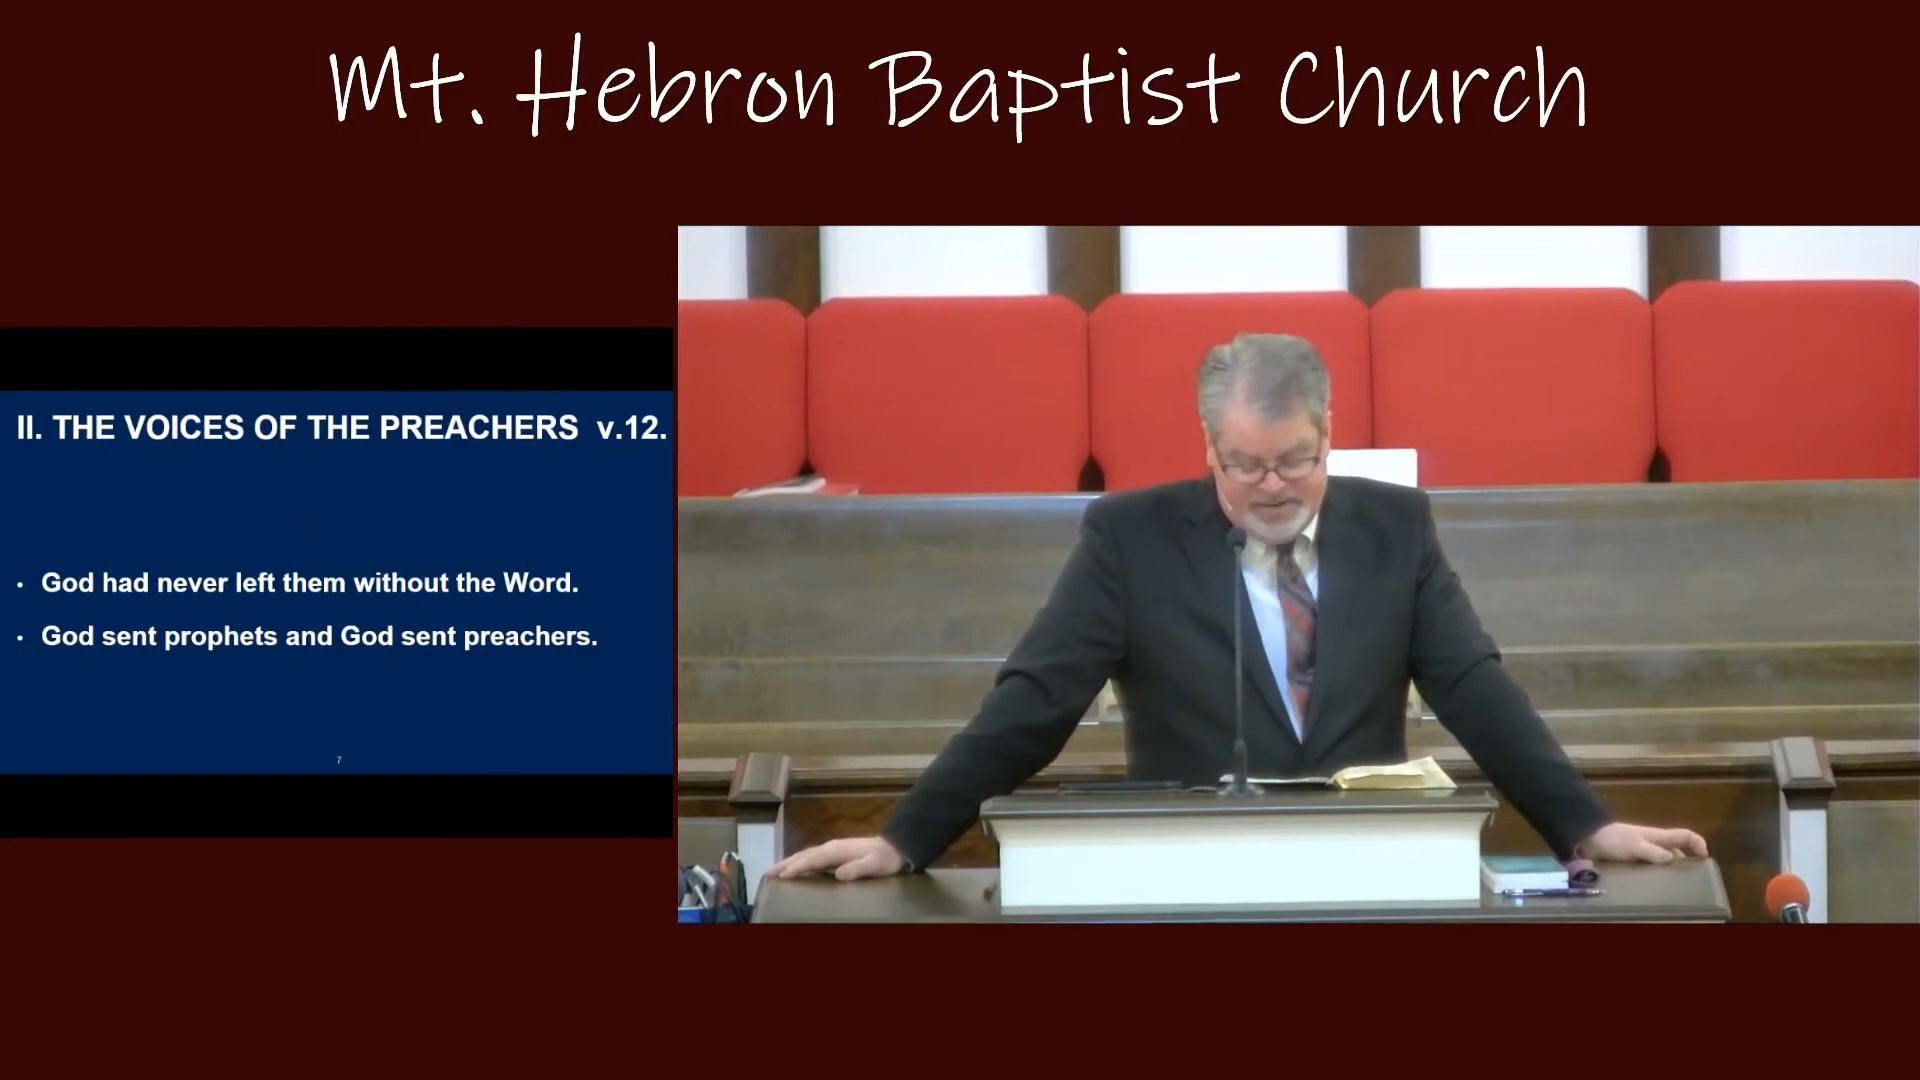 Mt. Hebron Baptist Church
II. THE VOICES OF THE PREACHERS v.12.
• God had never left them without the Word.
• God sent prophets and God sent preachers.
7